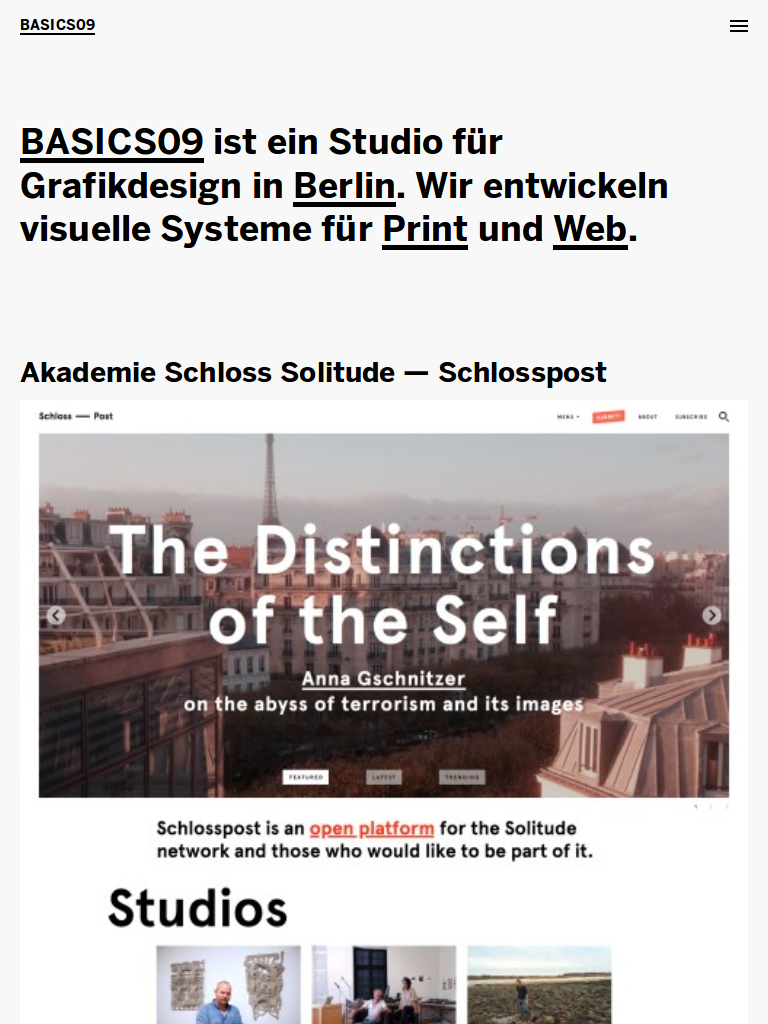 BASICS09
BASICS09 ist ein Studio für
Grafikdesign in Berlin. Wir entwickeln
visuelle Systeme für Print und Web.
Akademie Schloss Solitude — Schlosspost
Schloss — Post
MENU SUBMIT! ABOUT SUBSCRIBE
The Distinctions
of the Self
Anna Gschnitzer
on the abyss of terrorism and its images
FEATURED LATEST TRENDING
Schlosspost is an open platform for the Solitude
network and those who would like to be part of it.
Studios